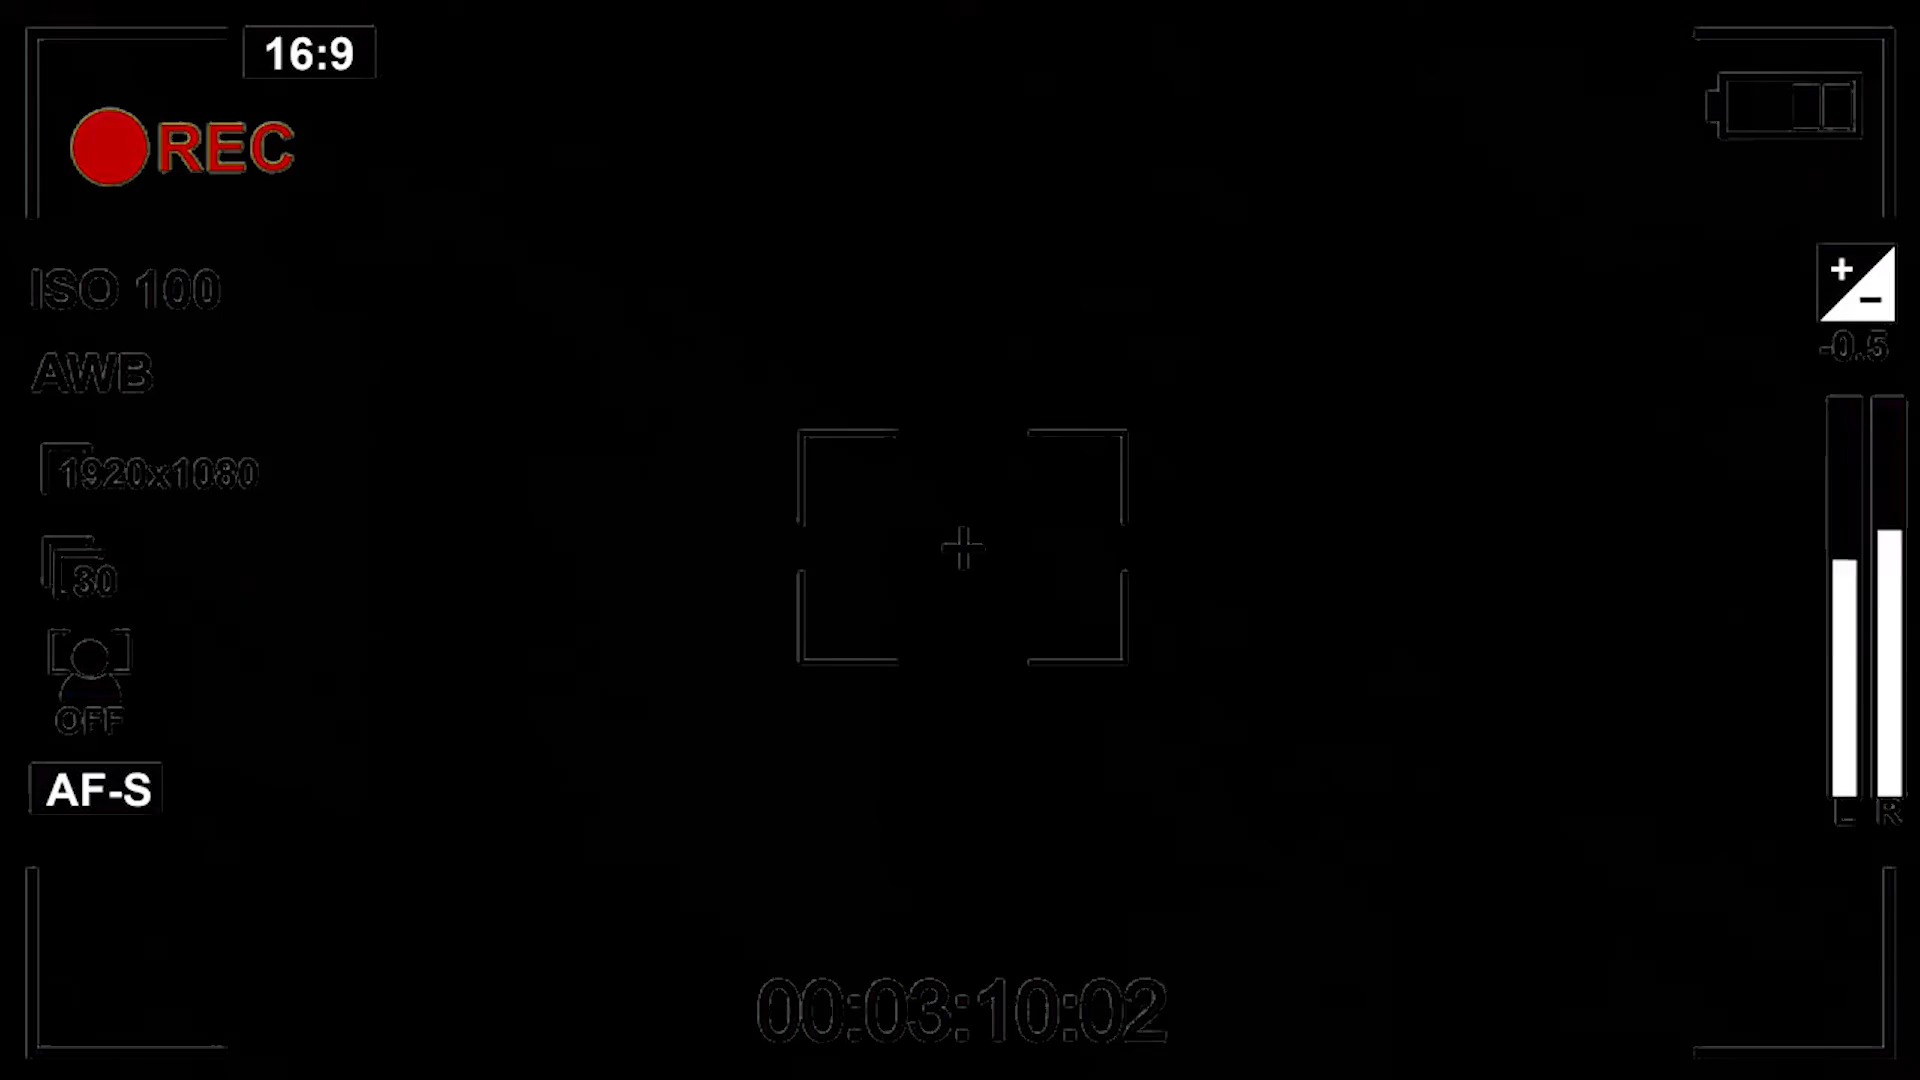 16:9
REC
ISO 100
AWB
-0.5
1920x1080
30
OFF
AF-S
L R
00:03:10:02